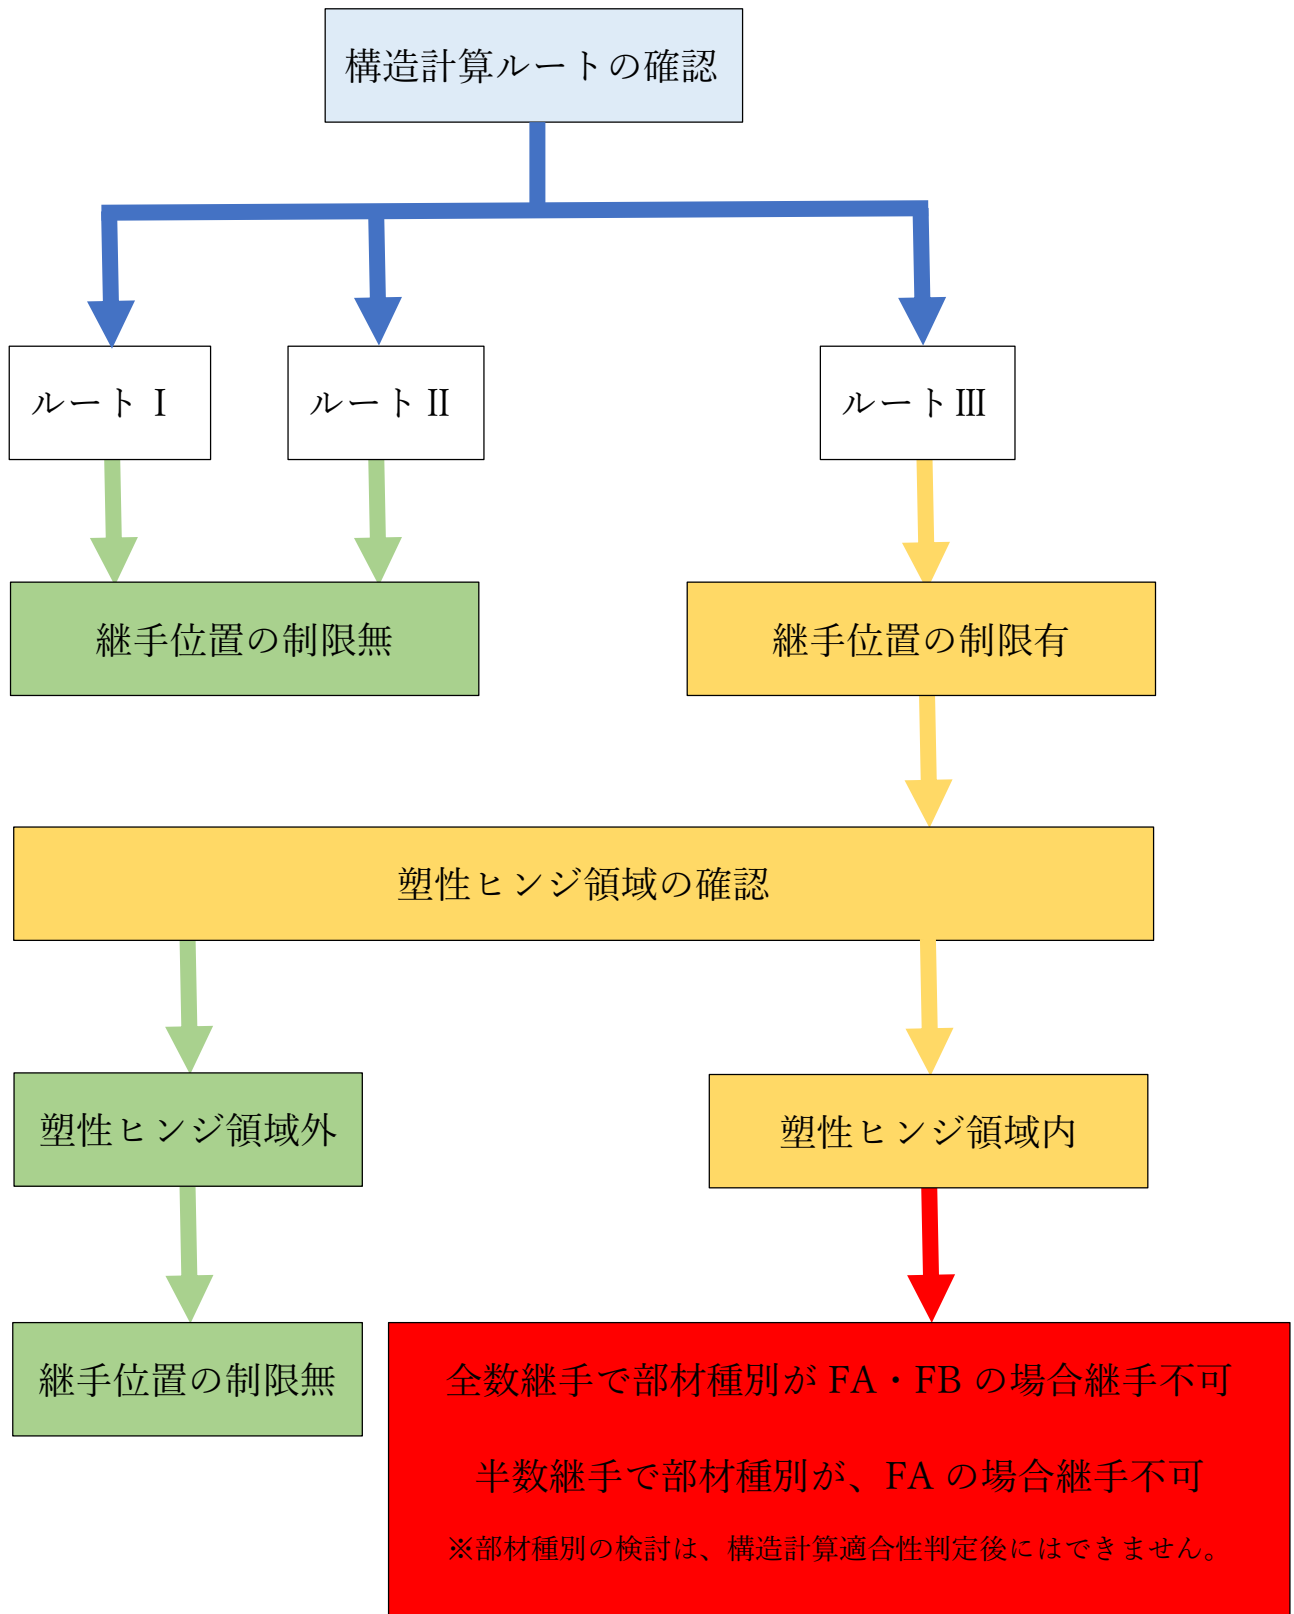 構造計算ルートの確認
ルートⅠ
ルートⅡ
ルートⅢ
継手位置の制限無
継手位置の制限有
塑性ヒンジ領域の確認
塑性ヒンジ領域外
塑性ヒンジ領域内
継手位置の制限無
全数継手で部材種別が FA・FB の場合継手不可
半数継手で部材種別が、FA の場合継手不可
※部材種別の検討は、構造計算適合性判定後にはできません。